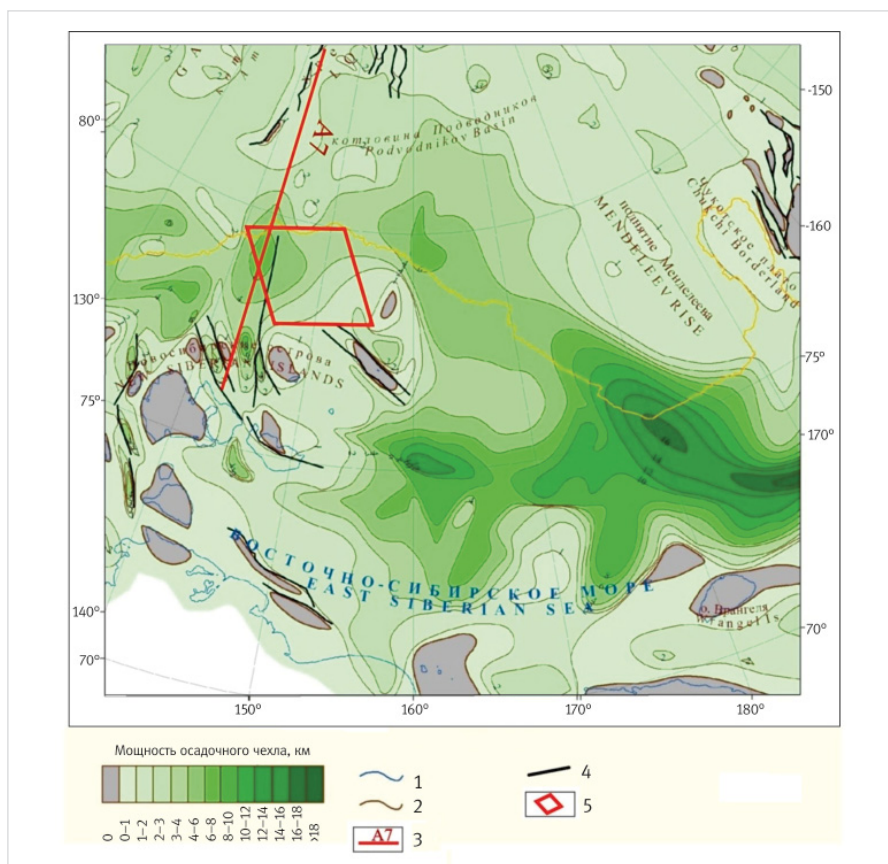 80°
130°
75°
140°
70°
150°
160°
170°
180°
-150
-160
75°
170°
70°
А7
котловина Подводников
Podvodnikov Basin
поднятие Менделеева
MENDELEEV RISE
Чукотское плато
Chukchi Borderland
Новосибирские острова
NEW SIBERIAN ISLANDS
ВОСТОЧНО-СИБИРСКОЕ МОРЕ
EAST SIBERIAN SEA
о. Врангеля
Wrangel Is
Мощность осадочного чехла, км
0
0–1
1–2
2–3
3–4
4–6
6–8
8–10
10–12
12–14
14–16
16–18
›18
1
2
А7 3
4
5